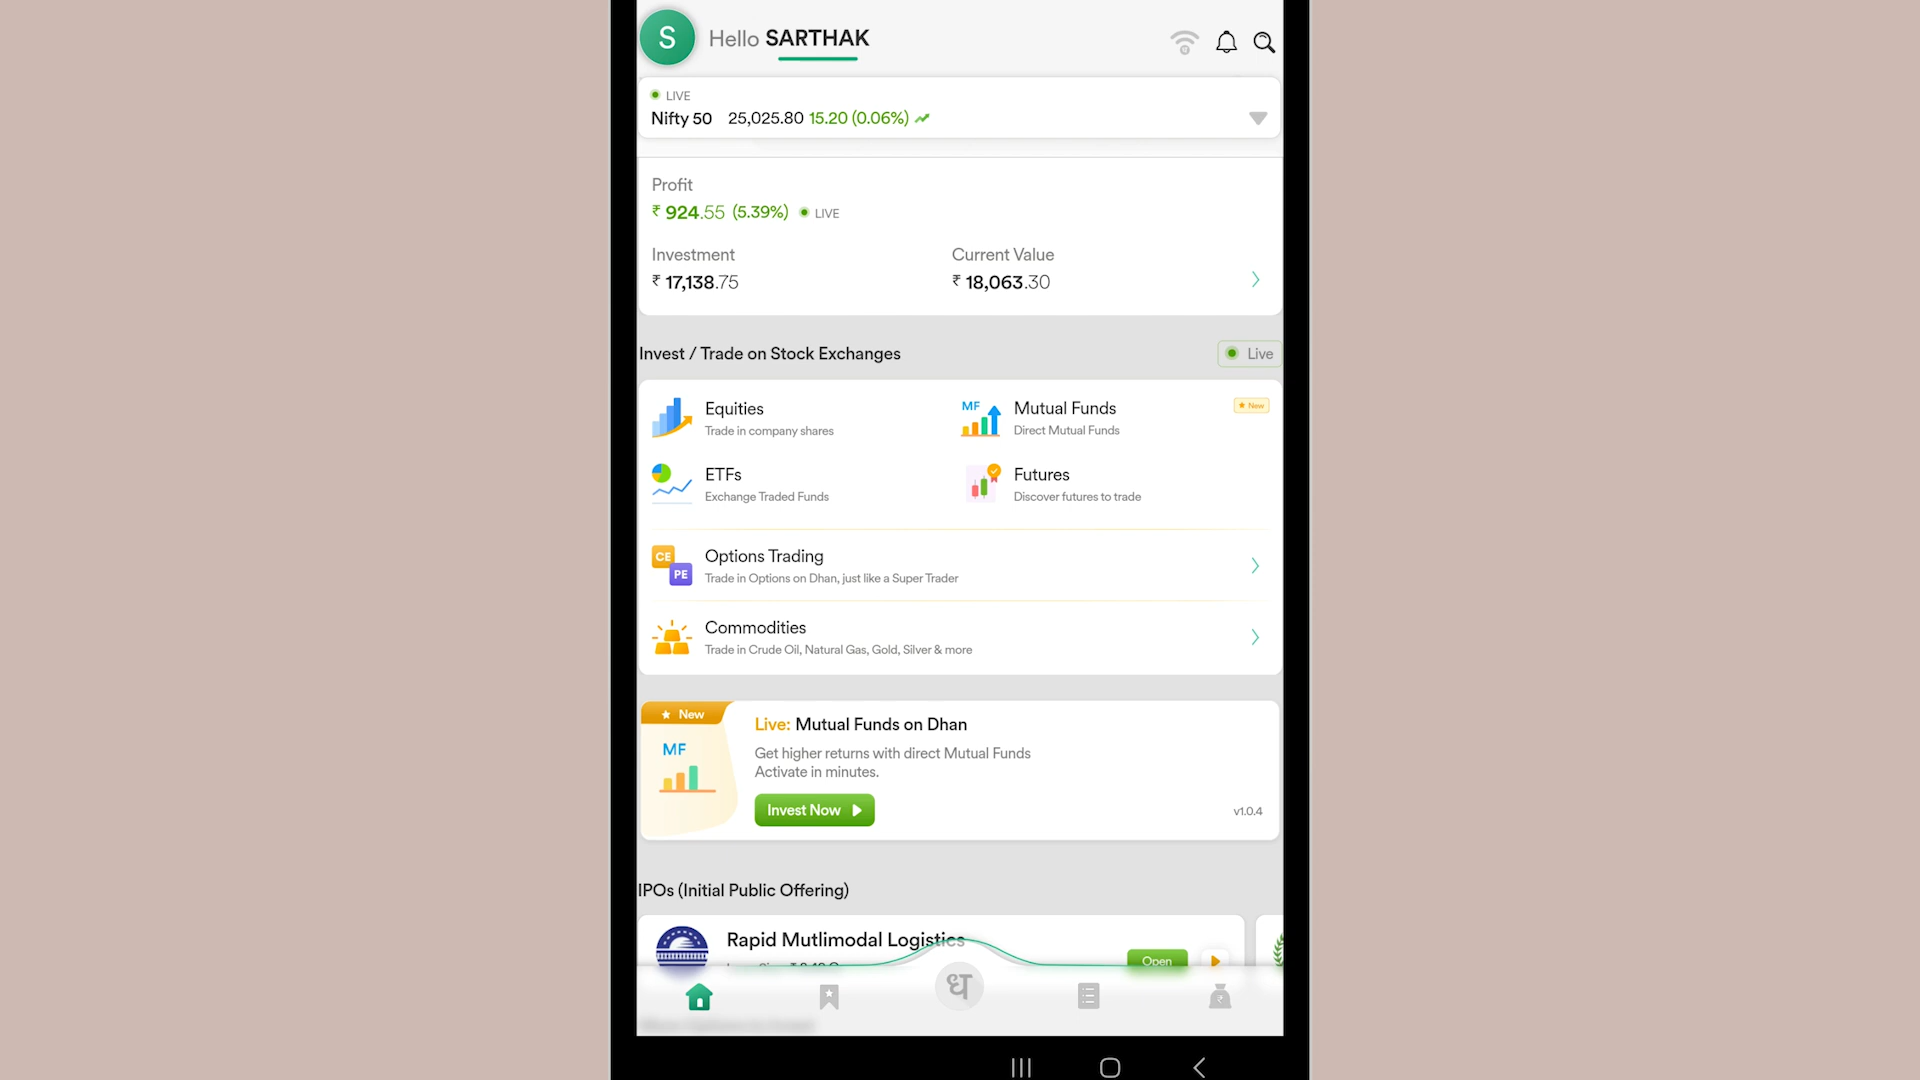 S
Hello SARTHAK
LIVE
Nifty 50 25,025.80 15.20 (0.06%)
Profit
₹ 924.55 (5.39%) LIVE
Investment
Current Value
₹ 17,138.75
₹ 18,063.30
Invest / Trade on Stock Exchanges
Live
Equities
Trade in company shares
MF
Mutual Funds
Direct Mutual Funds
New
ETFs
Exchange Traded Funds
Futures
Discover futures to trade
CE
PE
Options Trading
Trade in Options on Dhan, just like a Super Trader
Commodities
Trade in Crude Oil, Natural Gas, Gold, Silver & more
New
MF
Live: Mutual Funds on Dhan
Get higher returns with direct Mutual Funds
Activate in minutes.
Invest Now
v1.0.4
IPOs (Initial Public Offering)
Rapid Mutlimodal Logistics
Open
ध
₹